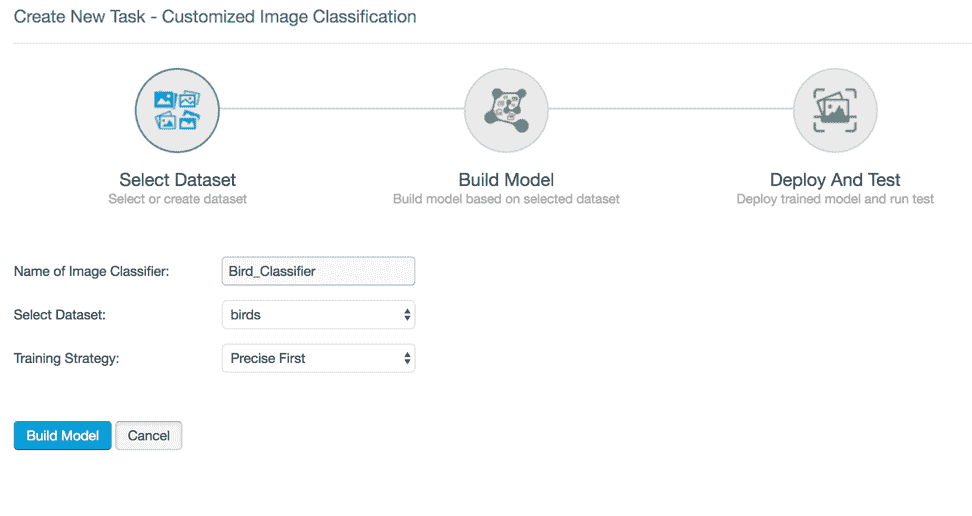 Create New Task - Customized Image Classification
Select Dataset
Select or create dataset
Build Model
Build model based on selected dataset
Deploy And Test
Deploy trained model and run test
Name of Image Classifier:
Bird_Classifier
Select Dataset:
birds
Training Strategy:
Precise First
Build Model
Cancel